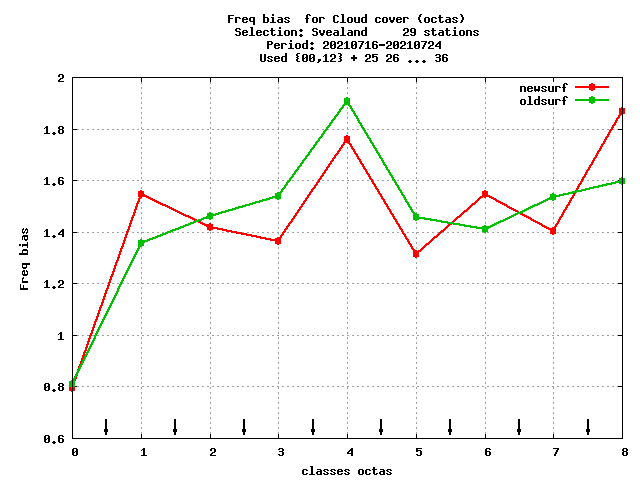 Freq bias  for Cloud cover (octas)
Selection: Svealand     29 stations
Period: 20210716-20210724
Used {00,12} + 25 26 ... 36
newsurf
oldsurf
2
1.8
1.6
1.4
1.2
1
0.8
0.6
Freq bias
0 1 2 3 4 5 6 7 8
classes octas